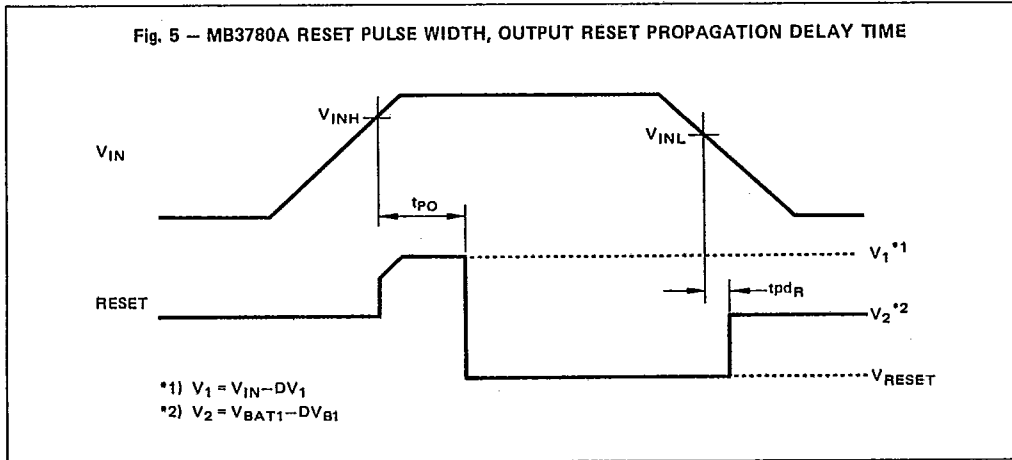 Fig. 5 – MB3780A RESET PULSE WIDTH, OUTPUT RESET PROPAGATION DELAY TIME
VINH
VINL
VIN
tPO
V1*1
RESET
tpdR
V2*2
VRESET
*1) V1 = VIN–DV1
*2) V2 = VBAT1–DVB1